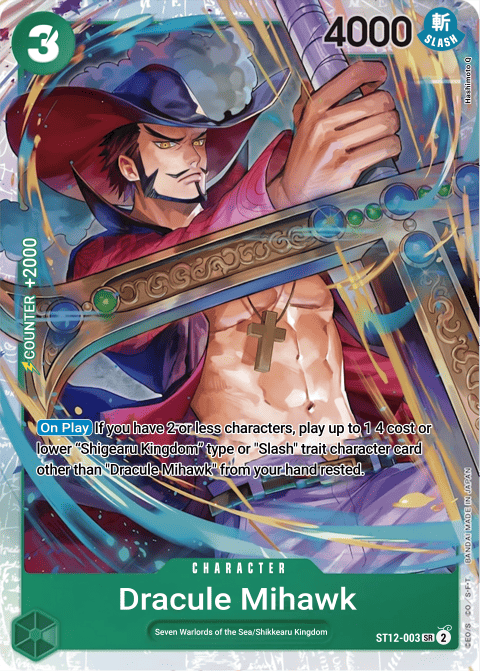 3
4000
斬
SLASH
Hashimoto Q
COUNTER +2000
On Play If you have 2 or less characters, play up to 1 4 cost or
lower "Shigearu Kingdom" type or "Slash" trait character card
other than "Dracule Mihawk" from your hand rested.
©E.O/S. ©O./S·F·T. BANDAI MADE IN JAPAN
CHARACTER
Dracule Mihawk
Seven Warlords of the Sea/Shikkearu Kingdom
ST12-003 SR 2